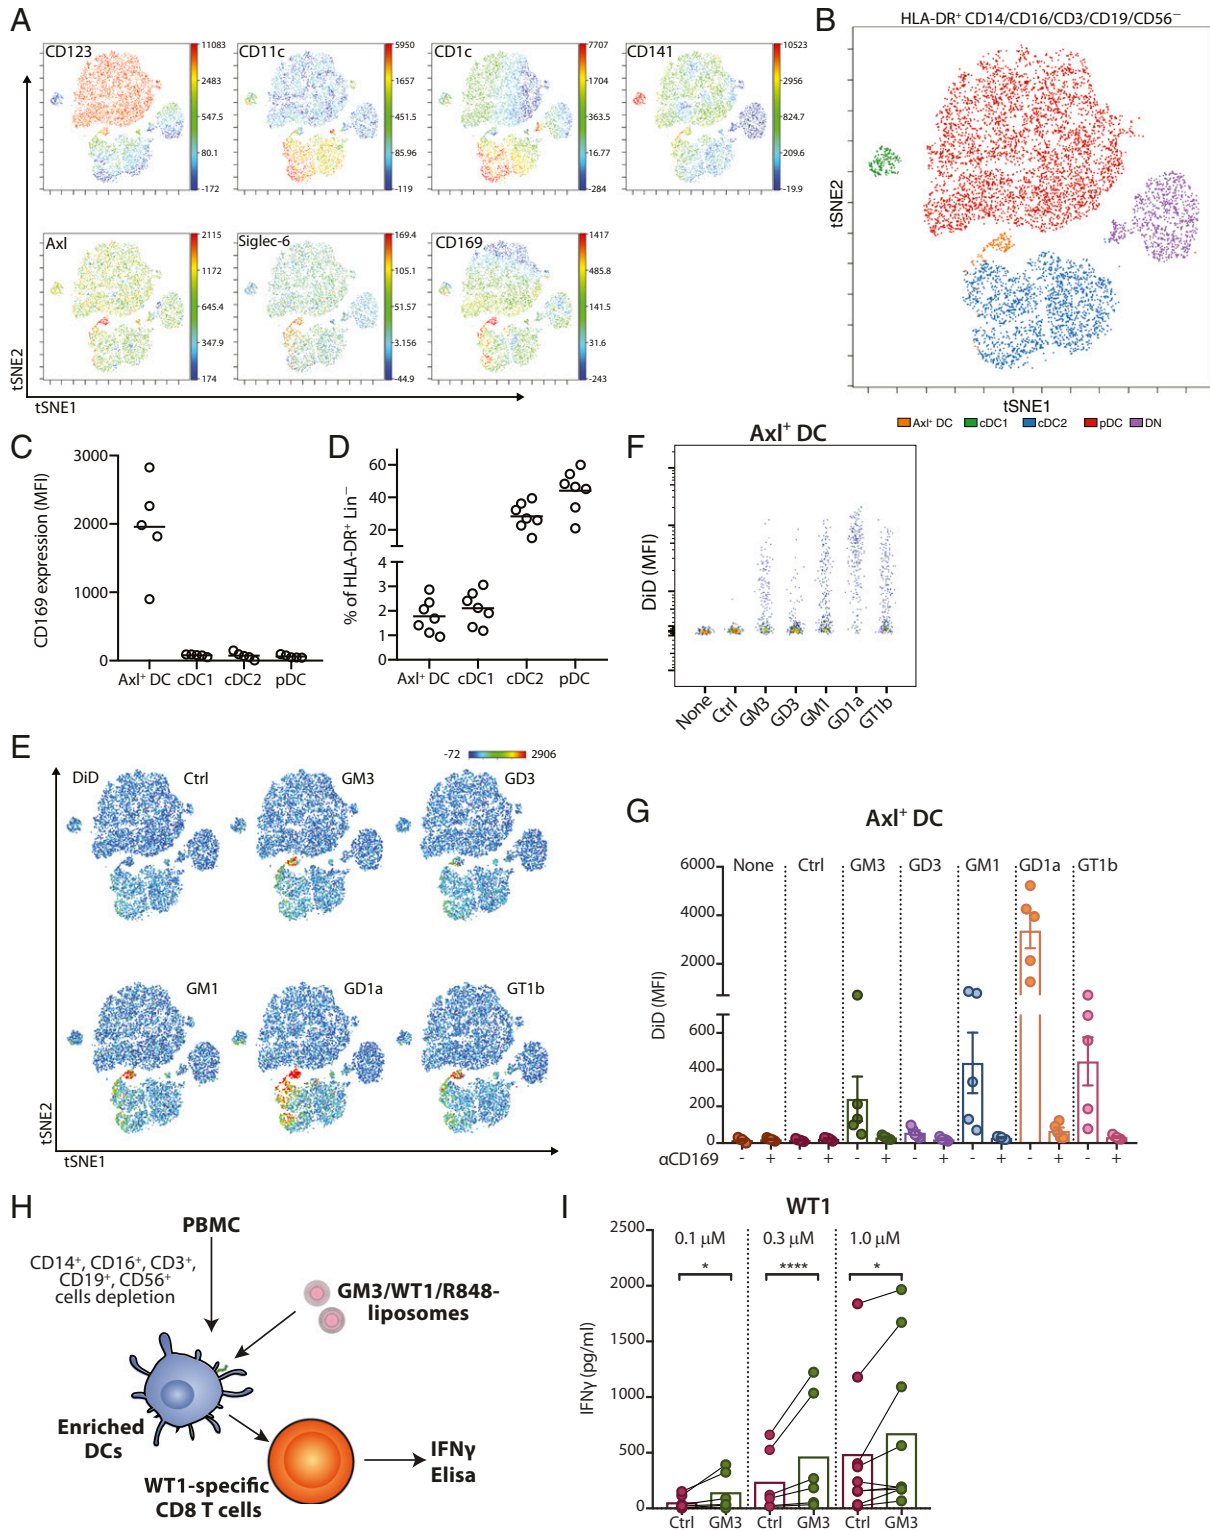 A
CD123
11083
2483
547.5
80.1
-172
CD11c
5950
1657
451.5
85.96
-119
CD1c
7707
1704
363.5
16.77
-284
CD141
10523
2956
824.7
209.6
-19.9
Axl
2115
1172
645.4
347.9
174
Siglec-6
169.4
105.1
51.57
3.156
-44.9
CD169
1417
485.8
141.5
31.6
-243
tSNE2
tSNE1
B
HLA-DR⁺ CD14/CD16/CD3/CD19/CD56⁻
tSNE2
tSNE1
Axl⁺ DC cDC1 cDC2 pDC DN
C
CD169 expression (MFI)
3000
2000
1000
0
Axl⁺ DC cDC1 cDC2 pDC
D
% of HLA-DR⁺ Lin⁻
60
40
20
4
3
2
1
0
Axl⁺ DC cDC1 cDC2 pDC
F
Axl⁺ DC
DiD (MFI)
None Ctrl GM3 GD3 GM1 GD1a GT1b
E
-72 2906
DiD Ctrl GM3 GD3
GM1 GD1a GT1b
tSNE2
tSNE1
G
Axl⁺ DC
DiD (MFI)
6000
4000
2000
600
400
200
0
None Ctrl GM3 GD3 GM1 GD1a GT1b
αCD169 - + - + - + - + - + - + - +
H
PBMC
CD14⁺, CD16⁺, CD3⁺,
CD19⁺, CD56⁺
cells depletion
GM3/WT1/R848-
liposomes
Enriched
DCs
WT1-specific
CD8 T cells
IFNγ
Elisa
I
WT1
IFNγ (pg/ml)
2500
2000
1500
1000
500
0
0.1 μM 0.3 μM 1.0 μM
* **** *
Ctrl GM3 Ctrl GM3 Ctrl GM3